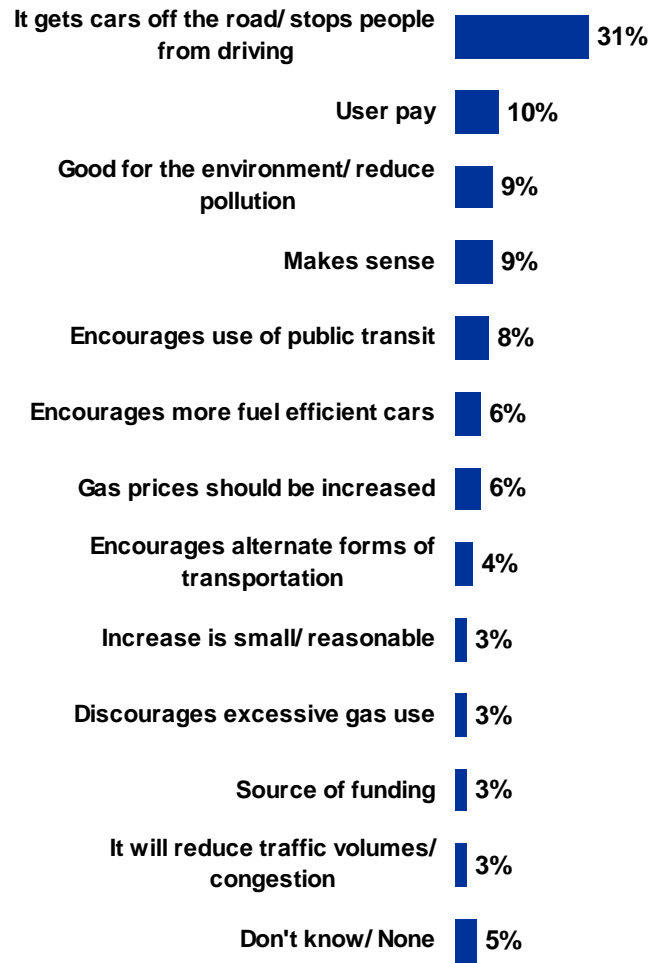 It gets cars off the road/ stops people
from driving
31%
User pay
10%
Good for the environment/ reduce
pollution
9%
Makes sense
9%
Encourages use of public transit
8%
Encourages more fuel efficient cars
6%
Gas prices should be increased
6%
Encourages alternate forms of
transportation
4%
Increase is small/ reasonable
3%
Discourages excessive gas use
3%
Source of funding
3%
It will reduce traffic volumes/
congestion
3%
Don't know/ None
5%